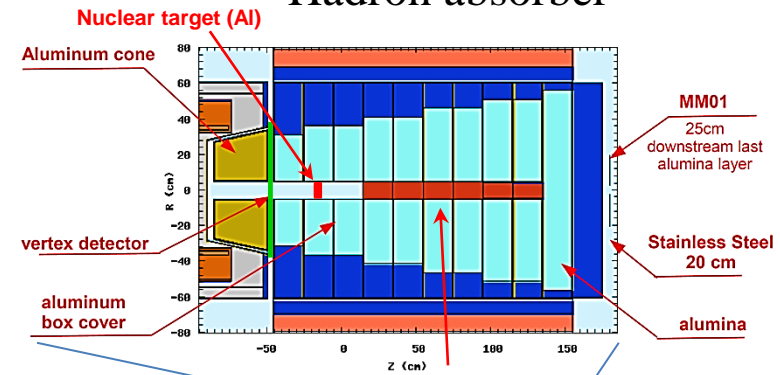 Hadron absorber
Nuclear target (Al)
Aluminum cone
MM01
25cm
downstream last
alumina layer
vertex detector
Stainless Steel
20 cm
aluminum
box cover
alumina
80
60
40
20
0
-20
-40
-60
-80
R (cm)
-50
0
50
100
150
Z (cm)